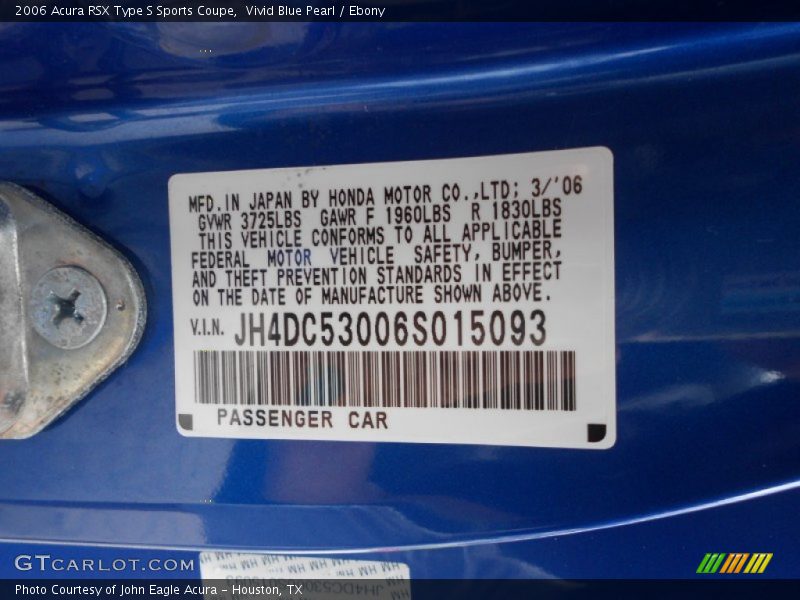 2006 Acura RSX Type S Sports Coupe, Vivid Blue Pearl / Ebony
MFD. IN JAPAN BY HONDA MOTOR CO.,LTD; 3/'06
GVWR 3725LBS GAWR F 1960LBS R 1830LBS
THIS VEHICLE CONFORMS TO ALL APPLICABLE
FEDERAL MOTOR VEHICLE SAFETY, BUMPER,
AND THEFT PREVENTION STANDARDS IN EFFECT
ON THE DATE OF MANUFACTURE SHOWN ABOVE.
V.I.N. JH4DC53006S015093
PASSENGER CAR
GTCARLOT.COM
Photo Courtesy of John Eagle Acura - Houston, TX